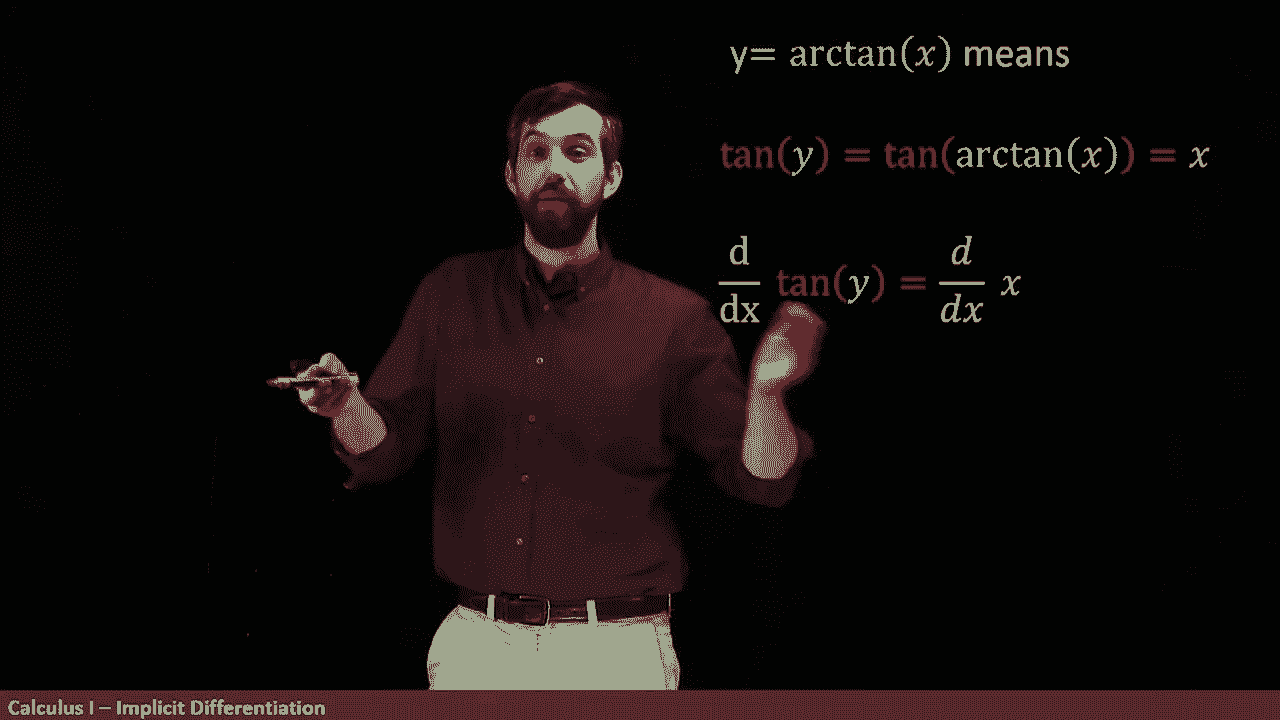 y= arctan(x) means
tan(y) = tan(arctan(x)) = x
d/dx tan(y) = d/dx x
Calculus I – Implicit Differentiation